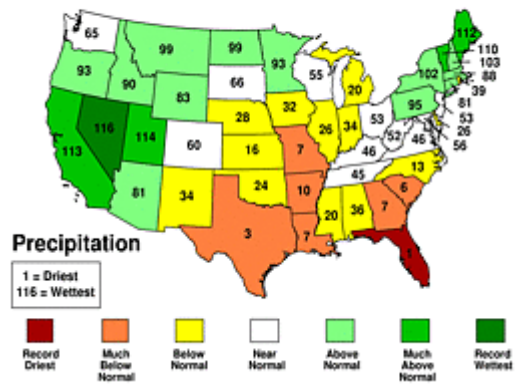 65
99
99
93
112
110
103
88
39
93
90
83
66
55
20
102
95
81
53
26
56
113
116
114
60
28
32
26
34
53
52
46
46
16
7
45
13
81
34
24
10
6
3
7
20
36
7
1
Precipitation
1 = Driest
116 = Wettest
Record
Driest
Much
Below
Normal
Below
Normal
Near
Normal
Above
Normal
Much
Above
Normal
Record
Wettest